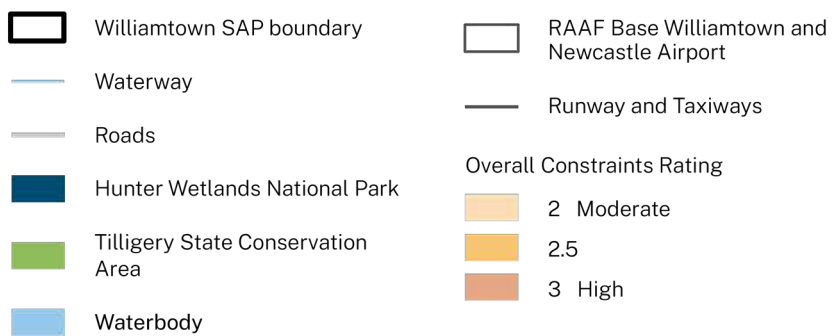 Williamtown SAP boundary
Waterway
Roads
Hunter Wetlands National Park
Tilligery State Conservation
Area
Waterbody
RAAF Base Williamtown and
Newcastle Airport
Runway and Taxiways
Overall Constraints Rating
2 Moderate
2.5
3 High